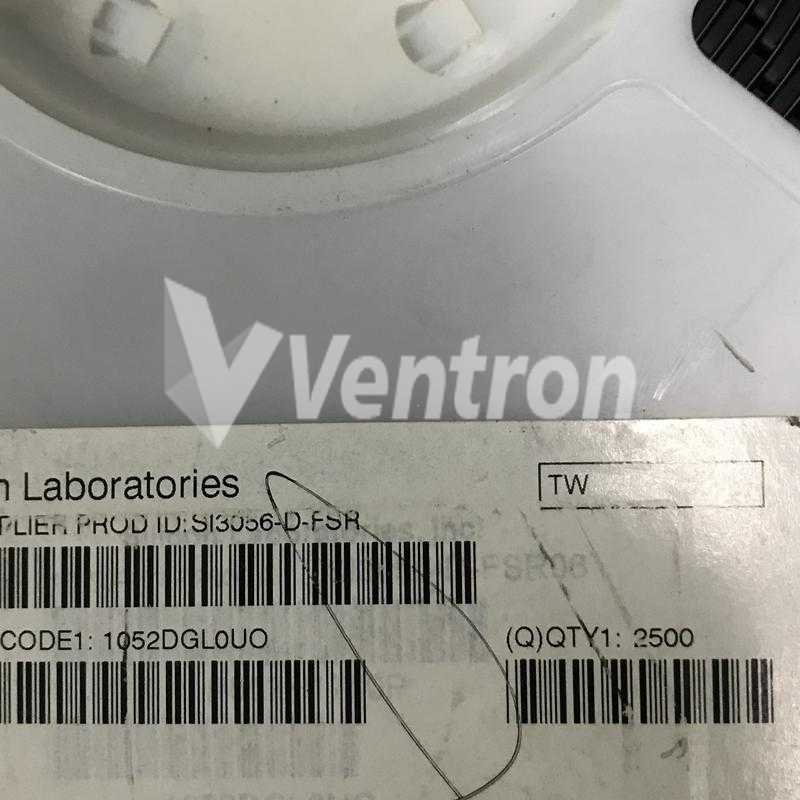 Ventron
n Laboratories
TW
PLIER PROD ID: SI3056-D-FSR
CODE1: 1052DGL0UO
(Q)QTY1: 2500